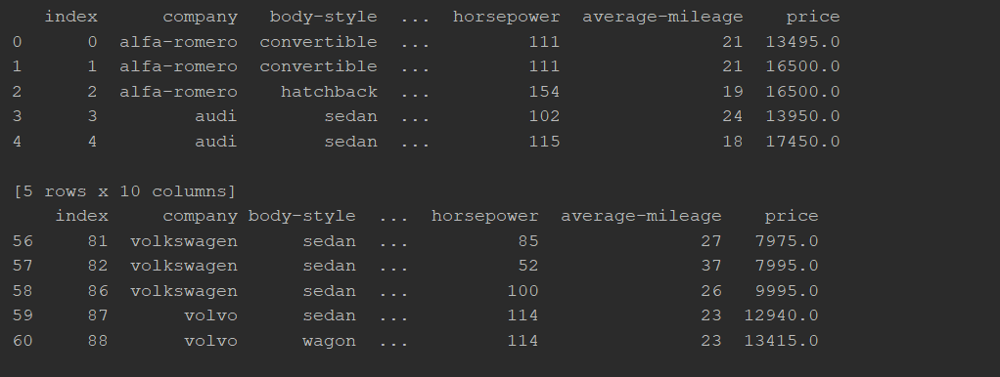 index      company   body-style  ...  horsepower  average-mileage    price
0      0  alfa-romero  convertible  ...         111               21  13495.0
1      1  alfa-romero  convertible  ...         111               21  16500.0
2      2  alfa-romero    hatchback  ...         154               19  16500.0
3      3         audi        sedan  ...         102               24  13950.0
4      4         audi        sedan  ...         115               18  17450.0
[5 rows x 10 columns]
    index     company body-style  ...  horsepower  average-mileage    price
56     81  volkswagen      sedan  ...          85               27   7975.0
57     82  volkswagen      sedan  ...          52               37   7995.0
58     86  volkswagen      sedan  ...         100               26   9995.0
59     87       volvo      sedan  ...         114               23  12940.0
60     88       volvo      wagon  ...         114               23  13415.0